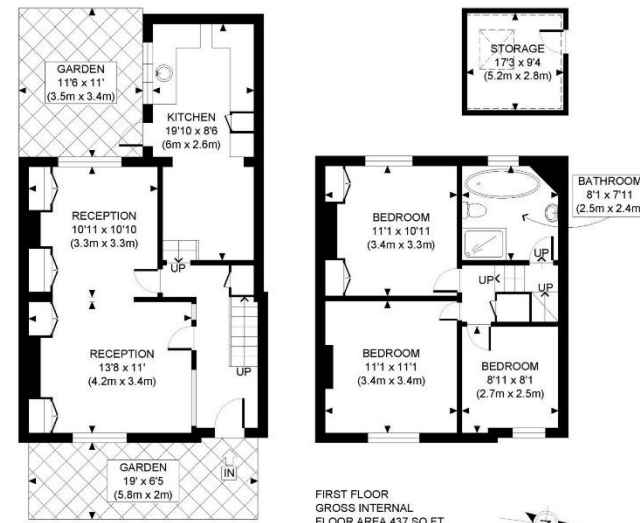 GARDEN
11'6 x 11'
(3.5m x 3.4m)
KITCHEN
19'10 x 8'6
(6m x 2.6m)
RECEPTION
10'11 x 10'10
(3.3m x 3.3m)
UP
RECEPTION
13'8 x 11'
(4.2m x 3.4m)
UP
GARDEN
19' x 6'5
(5.8m x 2m)
IN
STORAGE
17'3 x 9'4
(5.2m x 2.8m)
BEDROOM
11'1 x 10'11
(3.4m x 3.3m)
BATHROOM
8'1 x 7'11
(2.5m x 2.4m)
UP
UP
UP
BEDROOM
11'1 x 11'1
(3.4m x 3.4m)
BEDROOM
8'11 x 8'1
(2.7m x 2.5m)
FIRST FLOOR
GROSS INTERNAL
FLOOR AREA 437 SQ FT